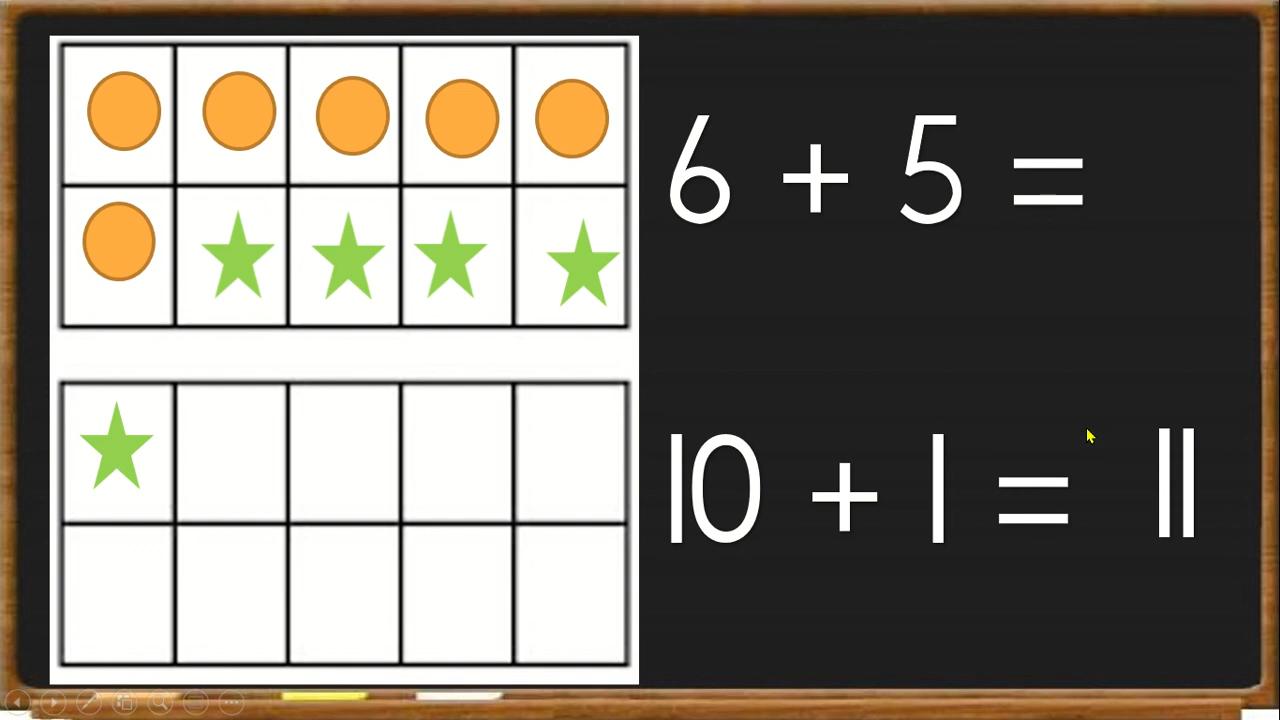 6 + 5 =
10 + 1 = 11